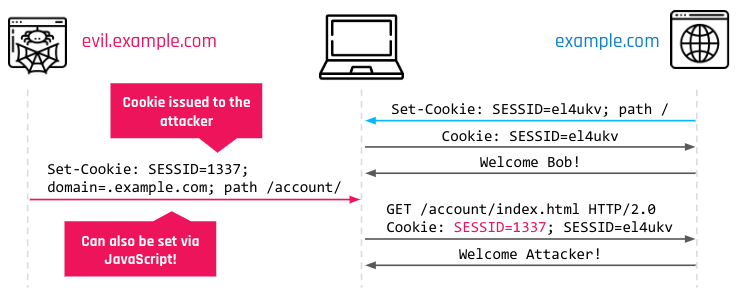 evil.example.com
example.com
Cookie issued to the
attacker
Set-Cookie: SESSID=el4ukv; path /
Cookie: SESSID=el4ukv
Welcome Bob!
Set-Cookie: SESSID=1337;
domain=.example.com; path /account/
GET /account/index.html HTTP/2.0
Cookie: SESSID=1337; SESSID=el4ukv
Can also be set via
JavaScript!
Welcome Attacker!